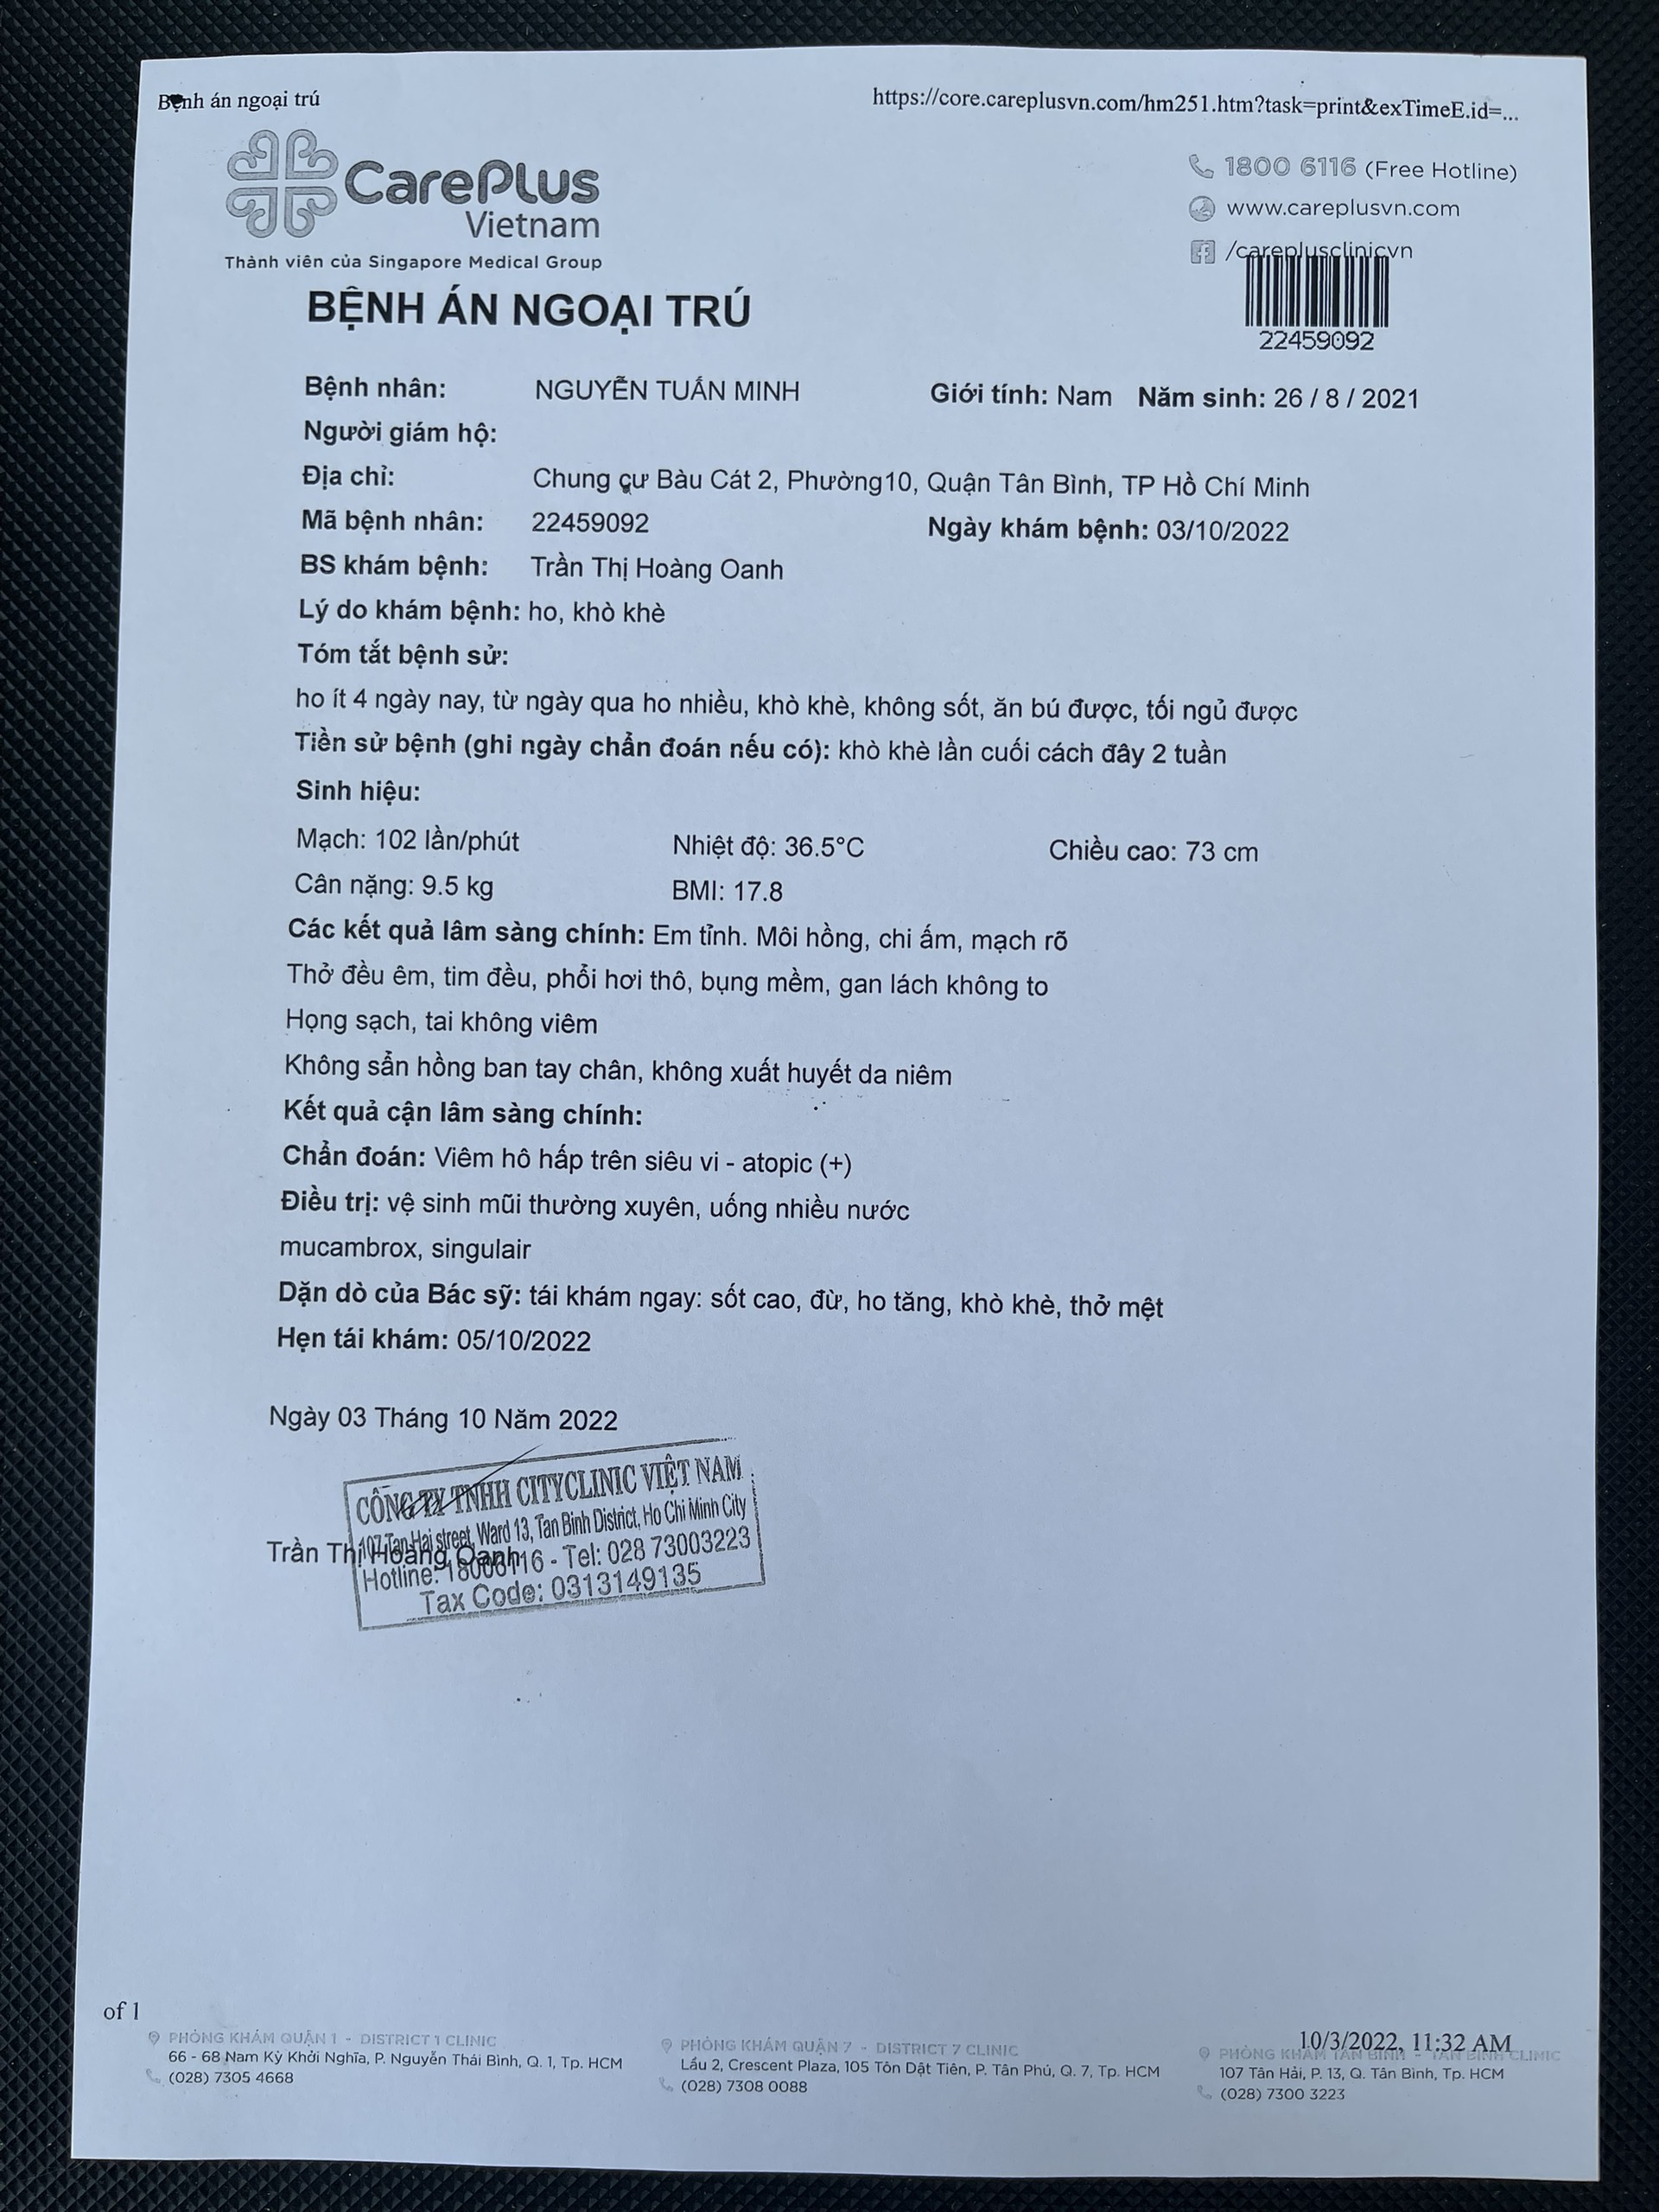 Bệnh án ngoại trú
https://core.careplusvn.com/hm251.htm?task=print&exTimeE.id=...
CarePlus
Vietnam
Thành viên của Singapore Medical Group
1800 6116 (Free Hotline)
www.careplusvn.com
/careplusclinicvn
22459092
BỆNH ÁN NGOẠI TRÚ
Bệnh nhân: NGUYỄN TUẤN MINH Giới tính: Nam Năm sinh: 26 / 8 / 2021
Người giám hộ:
Địa chỉ: Chung cư Bàu Cát 2, Phường10, Quận Tân Bình, TP Hồ Chí Minh
Mã bệnh nhân: 22459092 Ngày khám bệnh: 03/10/2022
BS khám bệnh: Trần Thị Hoàng Oanh
Lý do khám bệnh: ho, khò khè
Tóm tắt bệnh sử:
ho ít 4 ngày nay, từ ngày qua ho nhiều, khò khè, không sốt, ăn bú được, tối ngủ được
Tiền sử bệnh (ghi ngày chẩn đoán nếu có): khò khè lần cuối cách đây 2 tuần
Sinh hiệu:
Mạch: 102 lần/phút Nhiệt độ: 36.5°C Chiều cao: 73 cm
Cân nặng: 9.5 kg BMI: 17.8
Các kết quả lâm sàng chính: Em tỉnh. Môi hồng, chi ấm, mạch rõ
Thở đều êm, tim đều, phổi hơi thô, bụng mềm, gan lách không to
Họng sạch, tai không viêm
Không sẩn hồng ban tay chân, không xuất huyết da niêm
Kết quả cận lâm sàng chính:
Chẩn đoán: Viêm hô hấp trên siêu vi - atopic (+)
Điều trị: vệ sinh mũi thường xuyên, uống nhiều nước
mucambrox, singulair
Dặn dò của Bác sỹ: tái khám ngay: sốt cao, đừ, ho tăng, khò khè, thở mệt
Hẹn tái khám: 05/10/2022
Ngày 03 Tháng 10 Năm 2022
CÔNG TY TNHH CITYCLINIC VIỆT NAM
107 Tan Hai street, Ward 13, Tan Binh District, Ho Chi Minh City
Trần Thị Hoàng Oanh
Hotline: 18006116 - Tel: 028 73003223
Tax Code: 0313149135
of 1
10/3/2022, 11:32 AM
PHÒNG KHÁM QUẬN 1 - DISTRICT 1 CLINIC
66 - 68 Nam Kỳ Khởi Nghĩa, P. Nguyễn Thái Bình, Q. 1, Tp. HCM
(028) 7305 4668
PHÒNG KHÁM QUẬN 7 - DISTRICT 7 CLINIC
Lầu 2, Crescent Plaza, 105 Tôn Dật Tiên, P. Tân Phú, Q. 7, Tp. HCM
(028) 7308 0088
PHÒNG KHÁM TÂN BÌNH - TAN BINH CLINIC
107 Tân Hải, P. 13, Q. Tân Bình, Tp. HCM
(028) 7300 3223